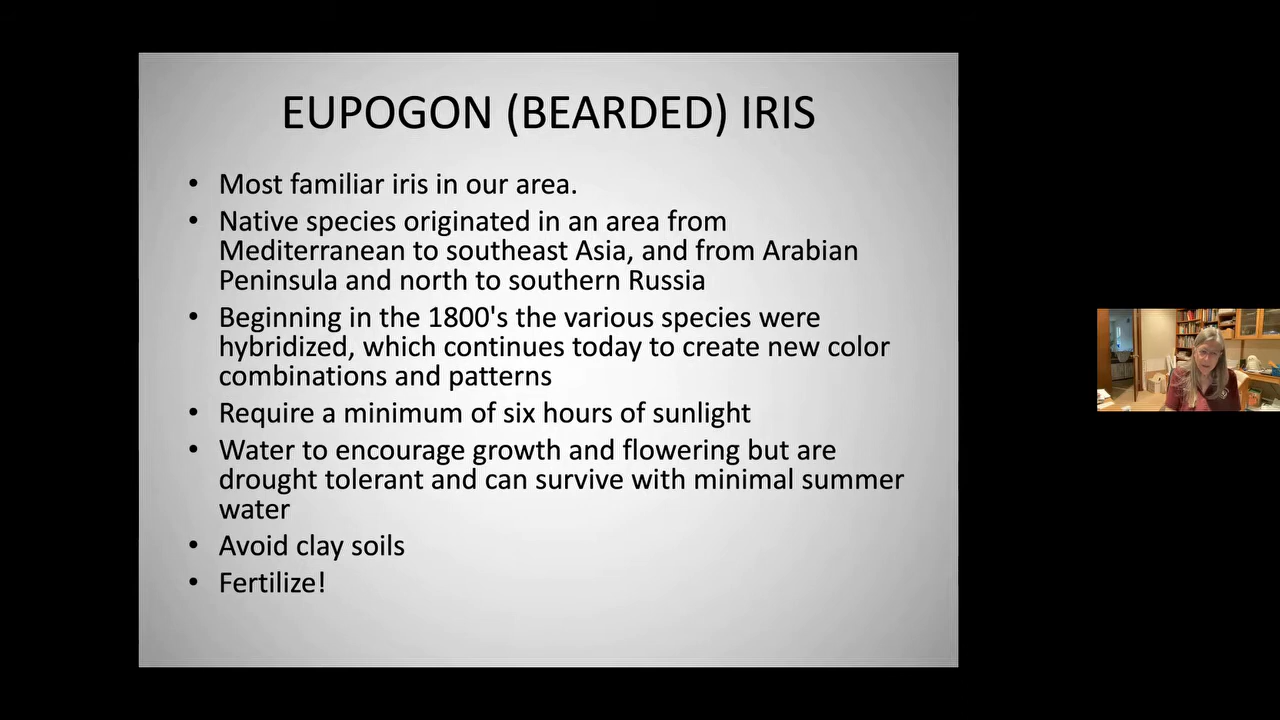 EUPOGON (BEARDED) IRIS
• Most familiar iris in our area.
• Native species originated in an area from
Mediterranean to southeast Asia, and from Arabian
Peninsula and north to southern Russia
• Beginning in the 1800's the various species were
hybridized, which continues today to create new color
combinations and patterns
• Require a minimum of six hours of sunlight
• Water to encourage growth and flowering but are
drought tolerant and can survive with minimal summer
water
• Avoid clay soils
• Fertilize!